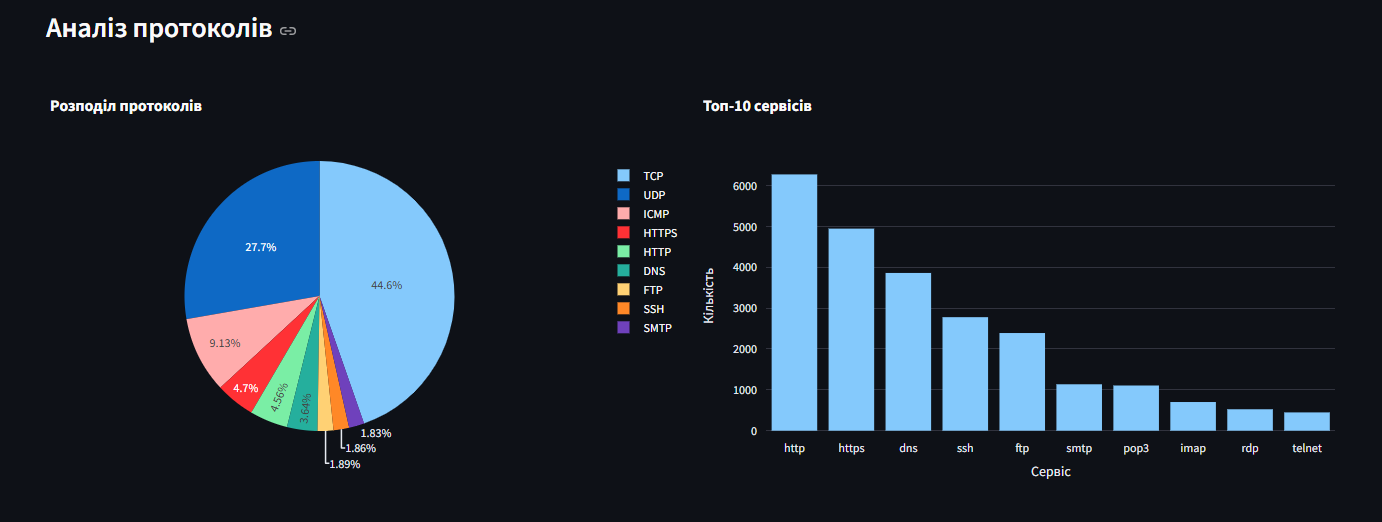 Аналіз протоколів
Розподіл протоколів
44.6%
27.7%
9.13%
4.7%
4.56%
3.64%
1.89%
1.86%
1.83%
TCP
UDP
ICMP
HTTPS
HTTP
DNS
FTP
SSH
SMTP
Топ-10 сервісів
Кількість
6000
5000
4000
3000
2000
1000
0
http https dns ssh ftp smtp pop3 imap rdp telnet
Сервіс